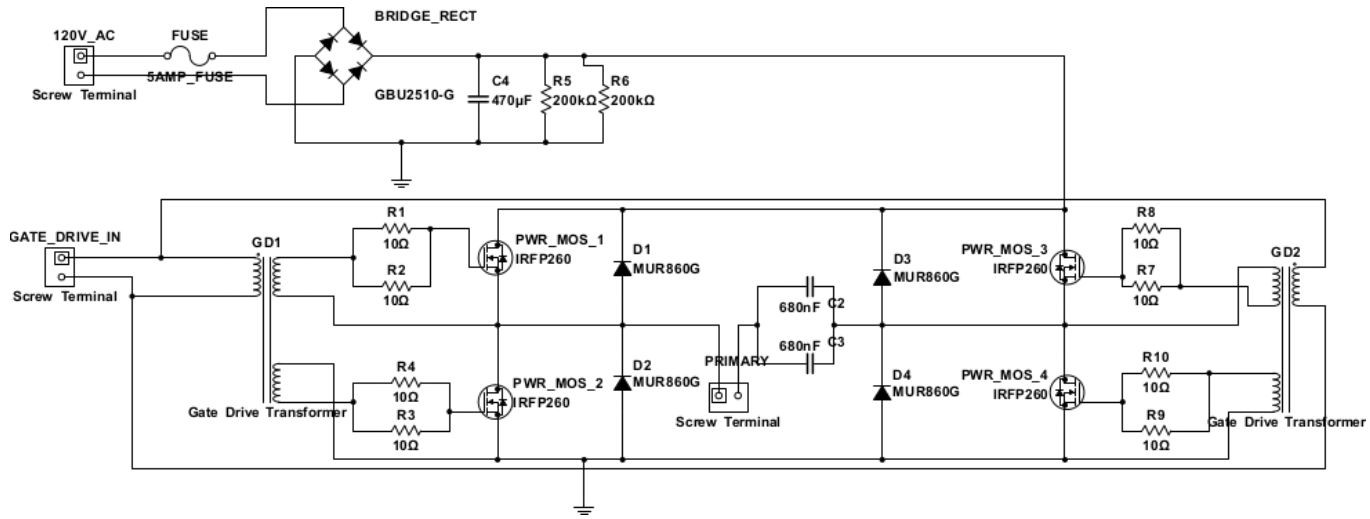 BRIDGE_RECT
120V_AC
FUSE
5AMP_FUSE
Screw Terminal
GBU2510-G
C4
470µF
R5
200kΩ
R6
200kΩ
GATE_DRIVE_IN
Screw Terminal
GD1
R1
10Ω
R2
10Ω
PWR_MOS_1
IRFP260
D1
MUR860G
D3
MUR860G
PWR_MOS_3
IRFP260
R8
10Ω
R7
10Ω
GD2
680nF C2
680nF C3
PRIMARY
Screw Terminal
R4
10Ω
R3
10Ω
Gate Drive Transformer
PWR_MOS_2
IRFP260
D2
MUR860G
D4
MUR860G
PWR_MOS_4
IRFP260
R10
10Ω
R9
10Ω
Gate Drive Transformer